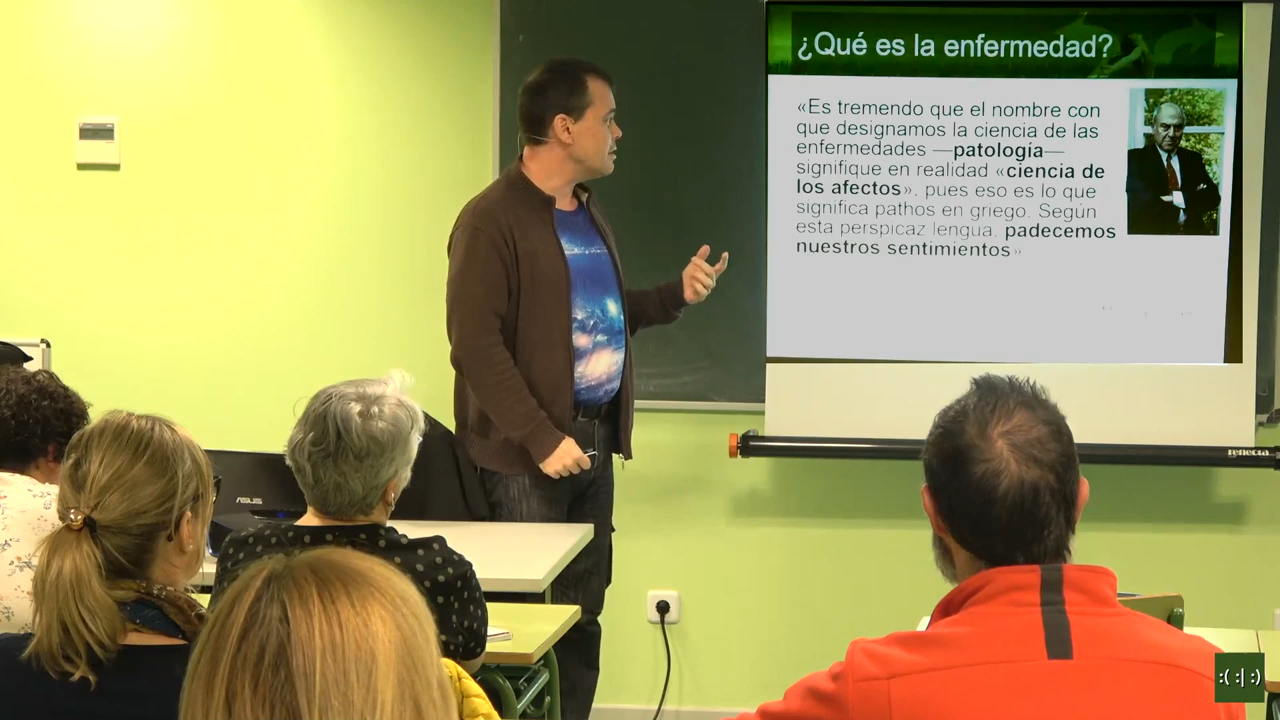 ¿Qué es la enfermedad?
«Es tremendo que el nombre con
que designamos la ciencia de las
enfermedades —patología—
signifique en realidad «ciencia de
los afectos», pues eso es lo que
significa pathos en griego. Según
esta perspicaz lengua, padecemos
nuestros sentimientos»
ASUS
reflecta
:( :| :)